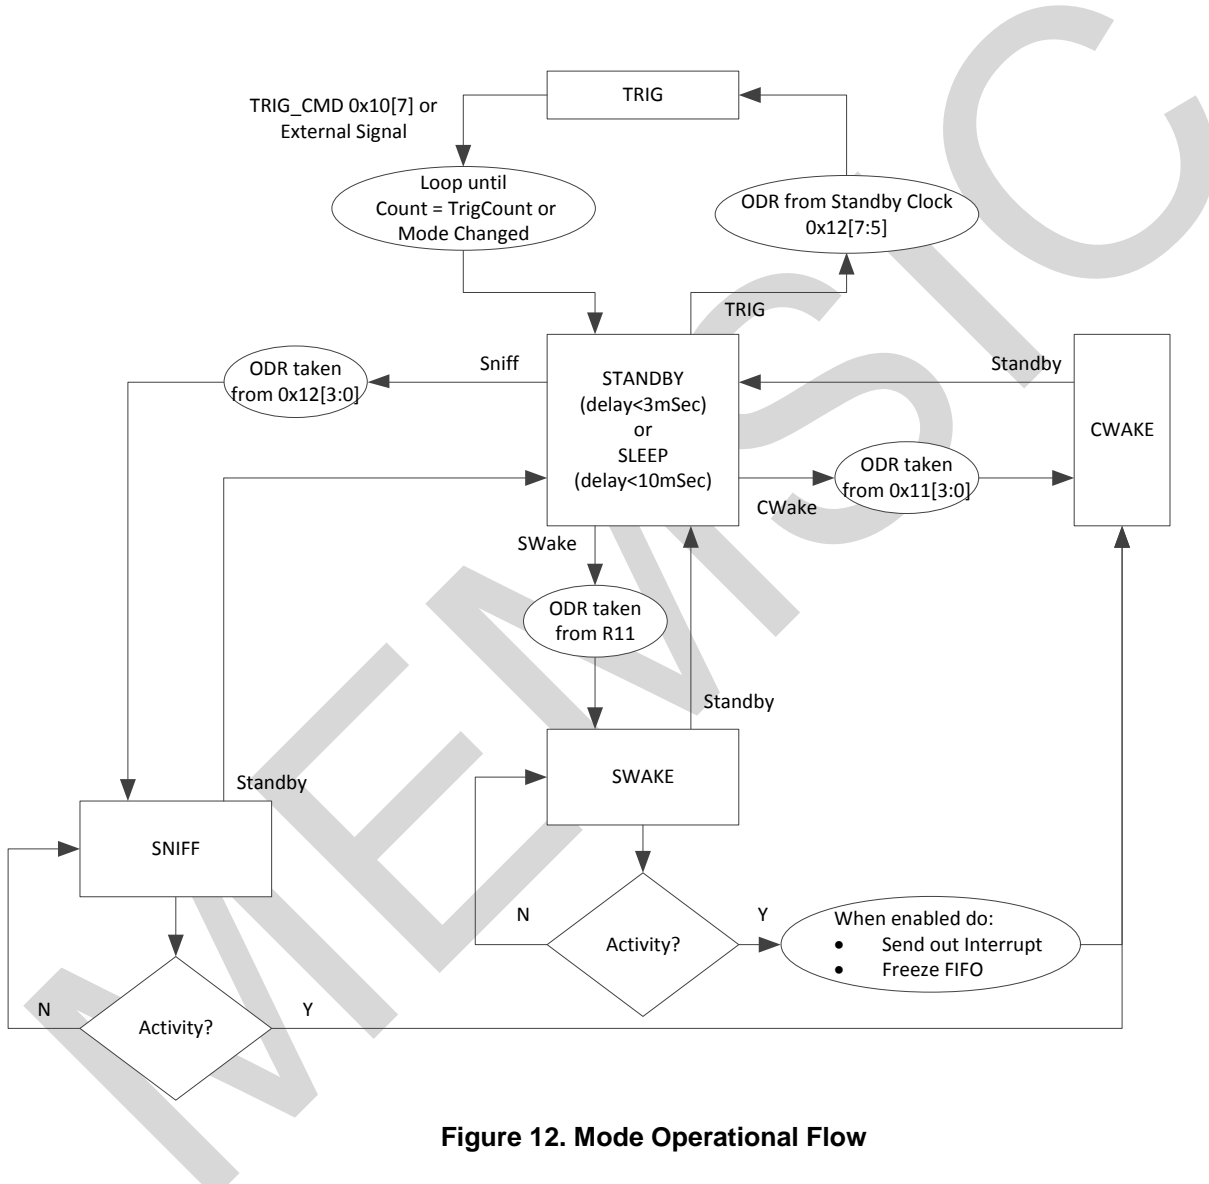 TRIG
TRIG_CMD 0x10[7] or
External Signal
Loop until
Count = TrigCount or
Mode Changed
ODR from Standby Clock
0x12[7:5]
TRIG
ODR taken
from 0x12[3:0]
Sniff
STANDBY
(delay<3mSec)
or
SLEEP
(delay<10mSec)
Standby
CWAKE
ODR taken
from 0x11[3:0]
CWake
SWake
ODR taken
from R11
Standby
Standby
SWAKE
SNIFF
N
Activity?
Y
When enabled do:
• Send out Interrupt
• Freeze FIFO
N
Activity?
Y
MEMSIC
Figure 12. Mode Operational Flow